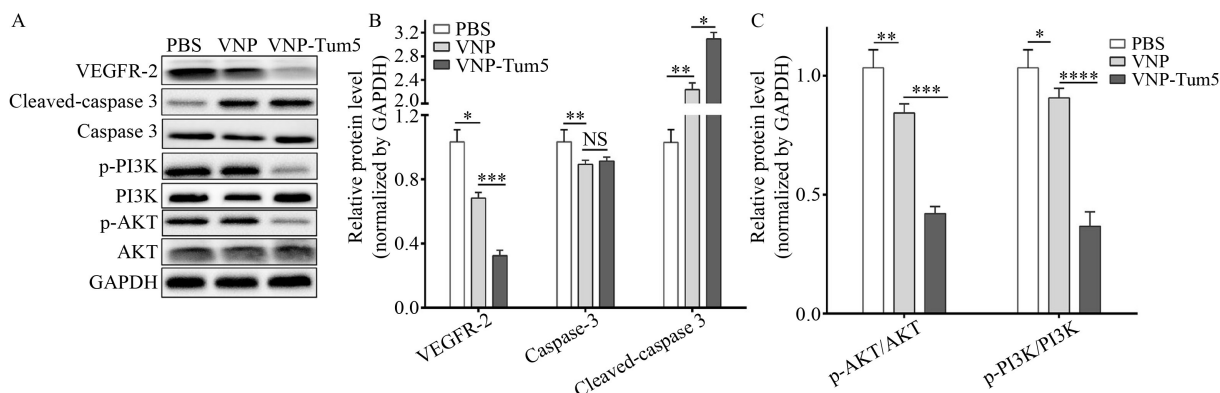 A
PBS VNP VNP-Tum5
VEGFR-2
Cleaved-caspase 3
Caspase 3
p-PI3K
PI3K
p-AKT
AKT
GAPDH
B
Relative protein level
(normalized by GAPDH)
3.2
2.8
2.4
2.0
1.2
0.8
0.4
0.0
PBS
VNP
VNP-Tum5
*
***
**
NS
**
*
VEGFR-2
Caspase-3
Cleaved-caspase 3
C
Relative protein level
(normalized by GAPDH)
1.0
0.5
0.0
PBS
VNP
VNP-Tum5
**
***
*
****
p-AKT/AKT
p-PI3K/PI3K